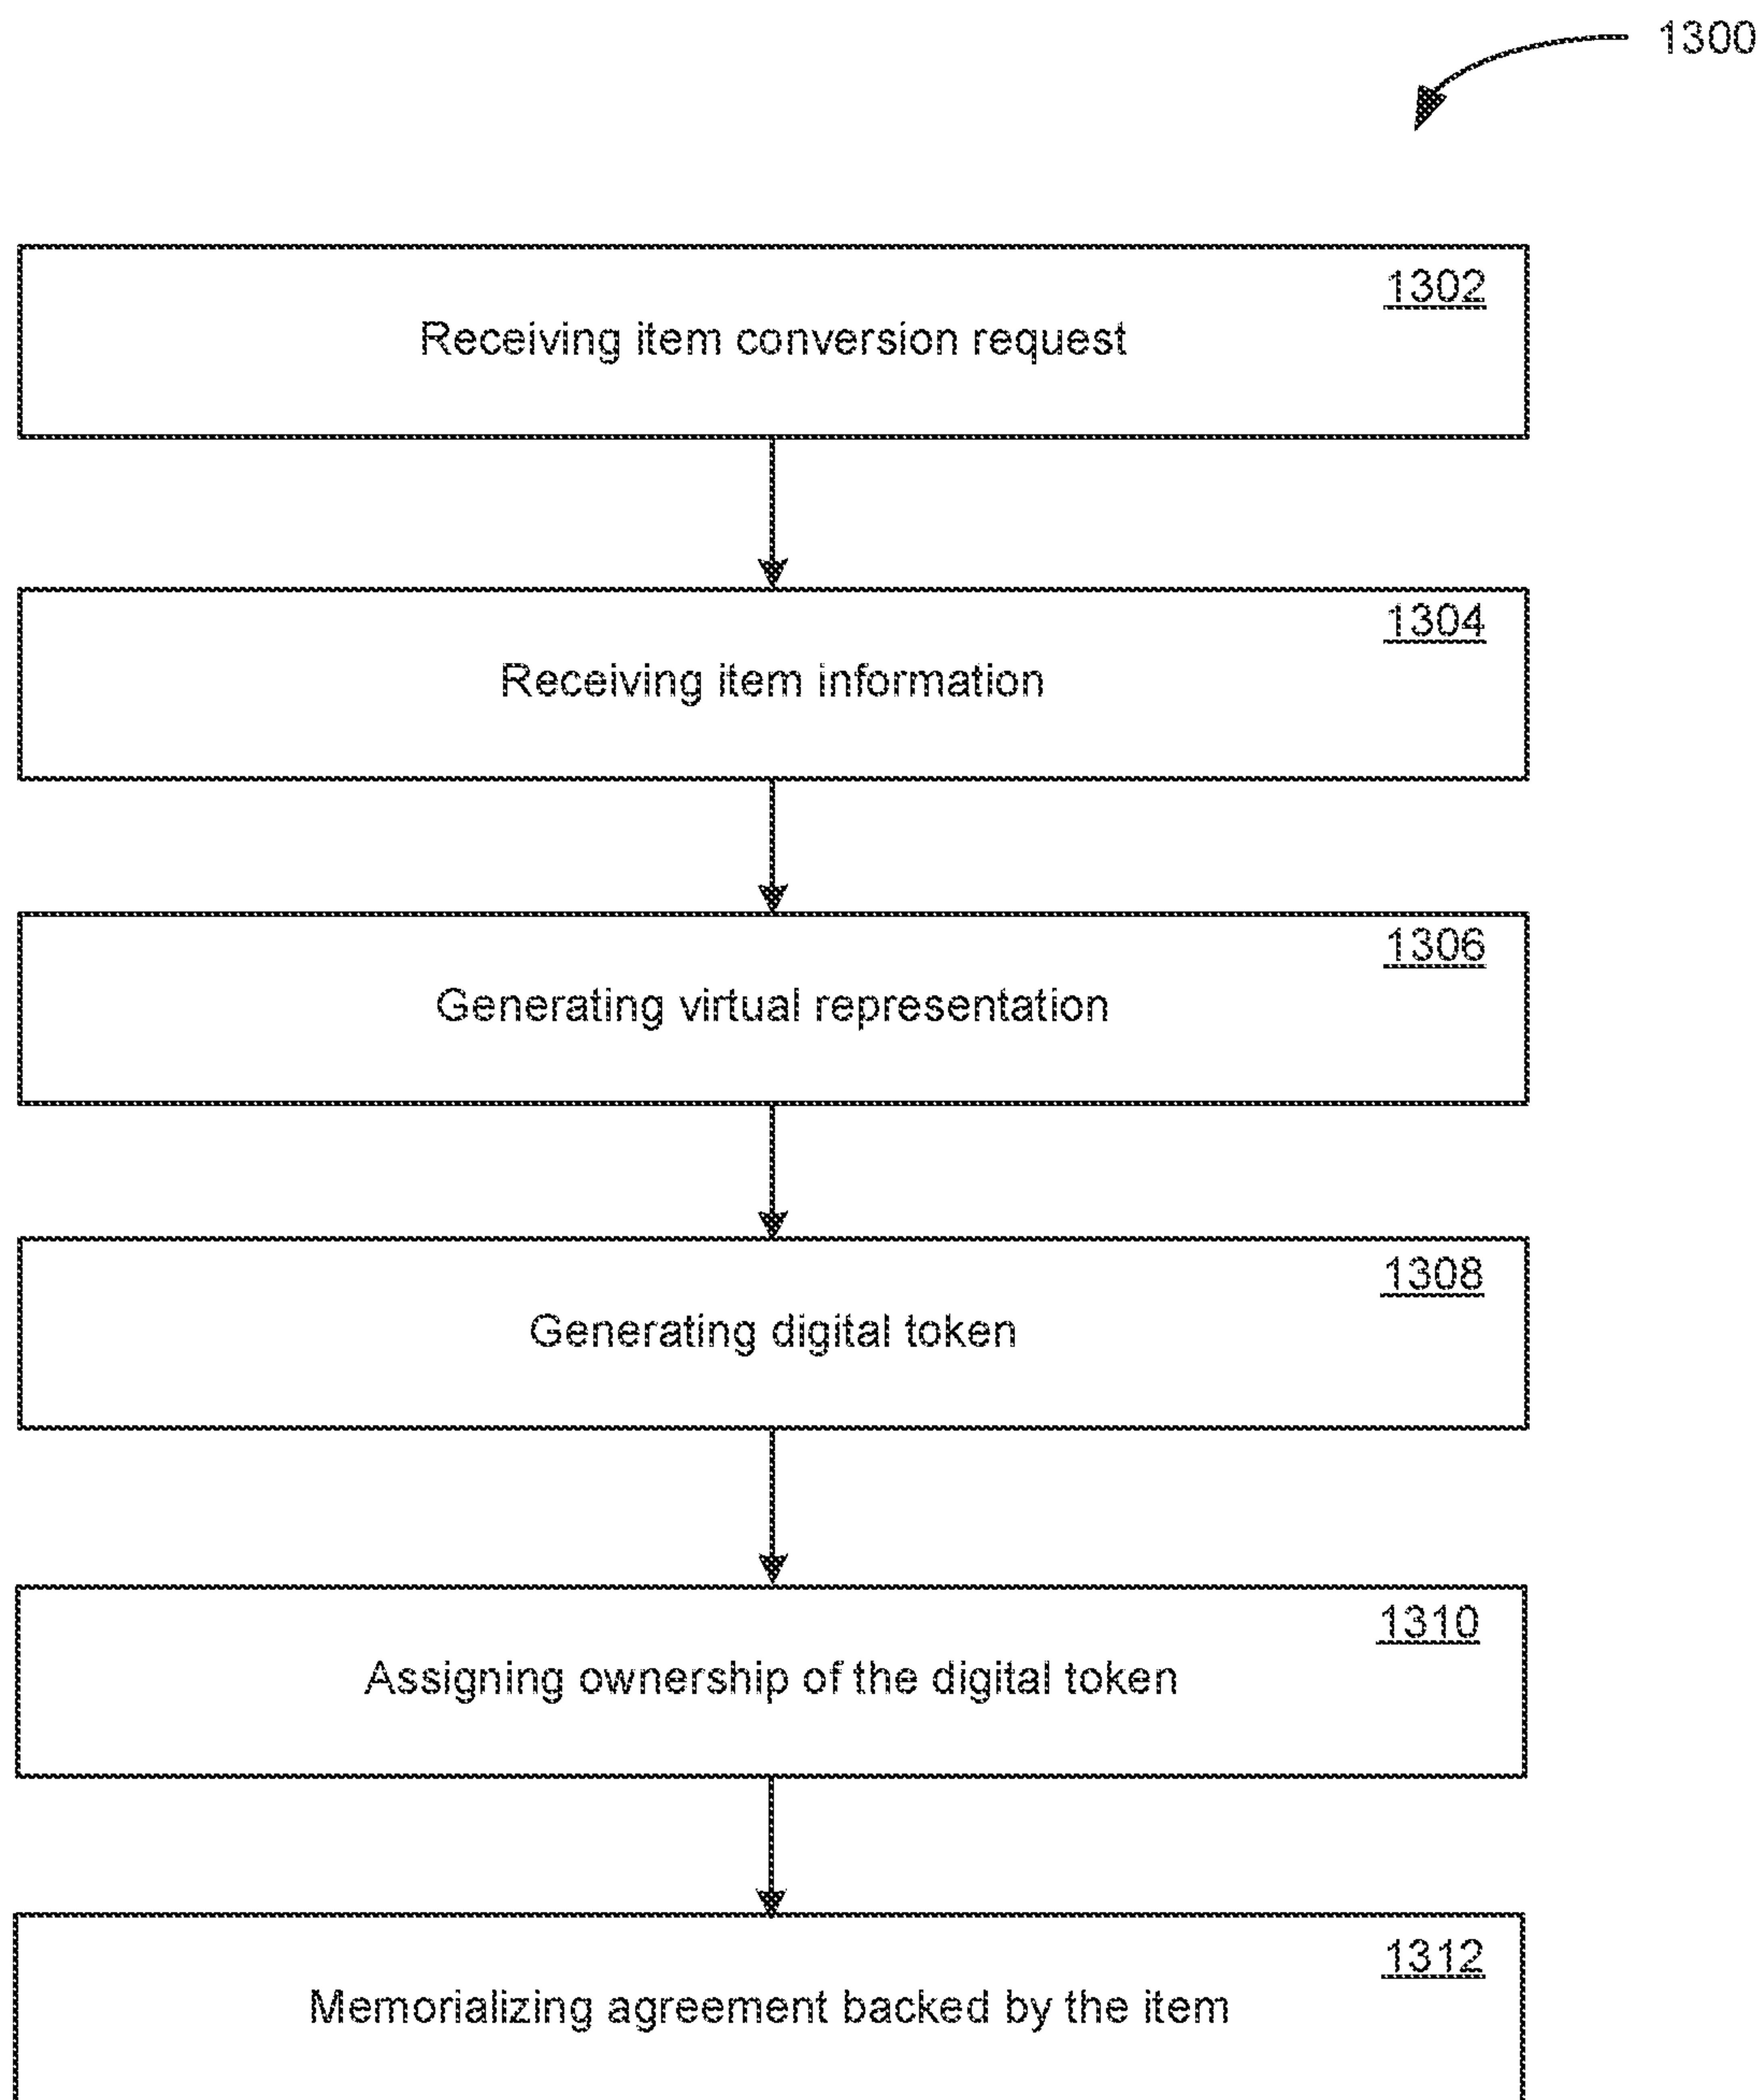 1300
1302
Receiving item conversion request
1304
Receiving item information
1306
Generating virtual representation
1308
Generating digital token
1310
Assigning ownership of the digital token
1312
Memorializing agreement backed by the item